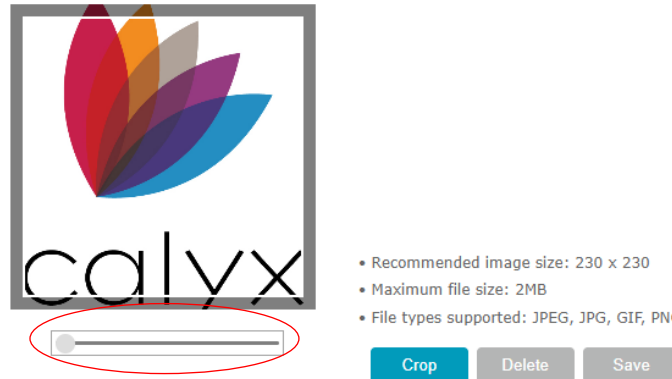 calyx
• Recommended image size: 230 x 230
• Maximum file size: 2MB
• File types supported: JPEG, JPG, GIF, PNG
Crop
Delete
Save